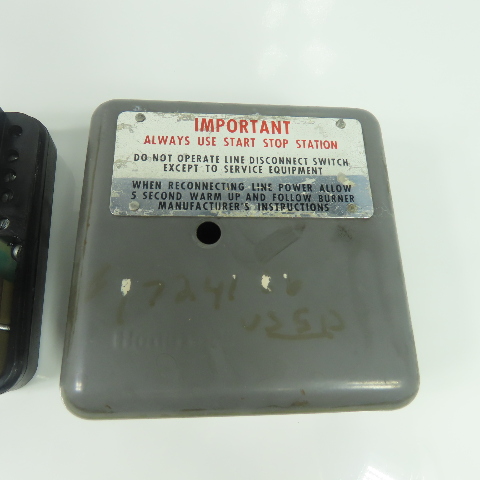 IMPORTANT
ALWAYS USE START STOP STATION
DO NOT OPERATE LINE DISCONNECT SWITCH
EXCEPT TO SERVICE EQUIPMENT
WHEN RECONNECTING LINE POWER ALLOW
5 SECOND WARM UP AND FOLLOW BURNER
MANUFACTURER'S INSTRUCTIONS
USED